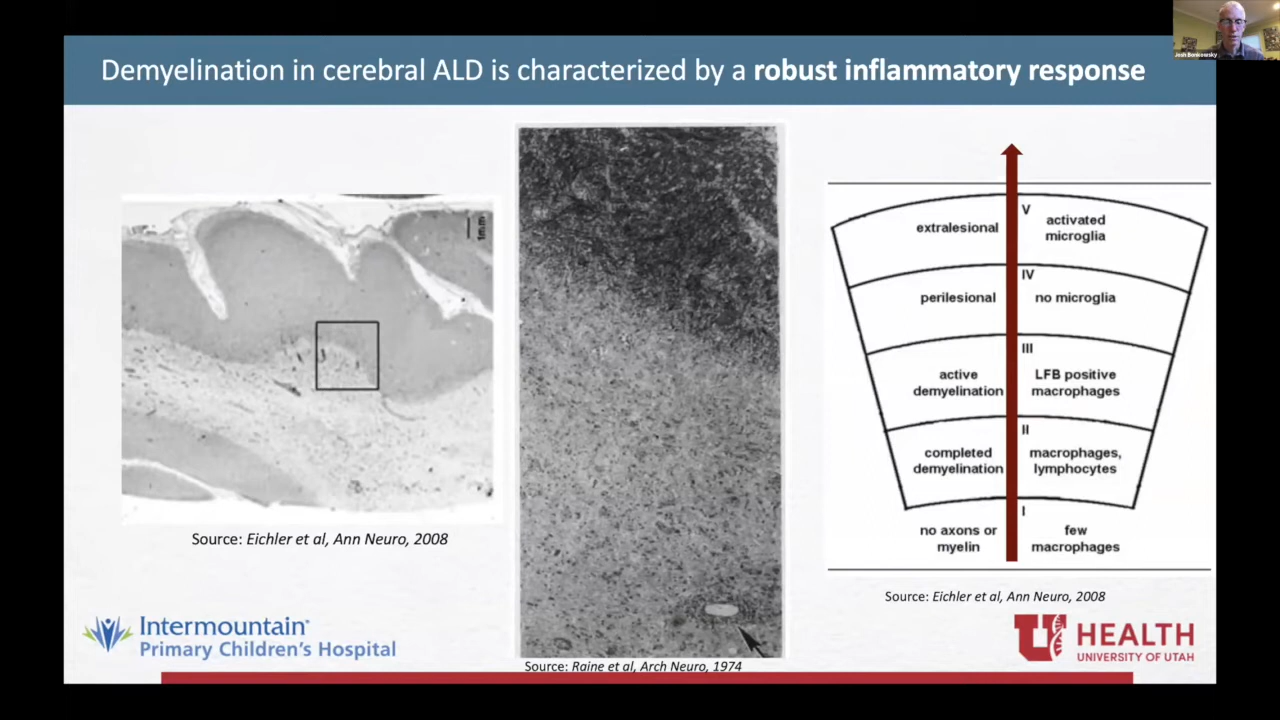 Josh Bonkowsky
Demyelination in cerebral ALD is characterized by a robust inflammatory response
1mm
Source: Eichler et al, Ann Neuro, 2008
Source: Raine et al, Arch Neuro, 1974
V
extralesional
activated
microglia
IV
perilesional
no microglia
III
active
demyelination
LFB positive
macrophages
II
completed
demyelination
macrophages,
lymphocytes
I
no axons or
myelin
few
macrophages
Source: Eichler et al, Ann Neuro, 2008
Intermountain®
Primary Children's Hospital
U HEALTH
UNIVERSITY OF UTAH